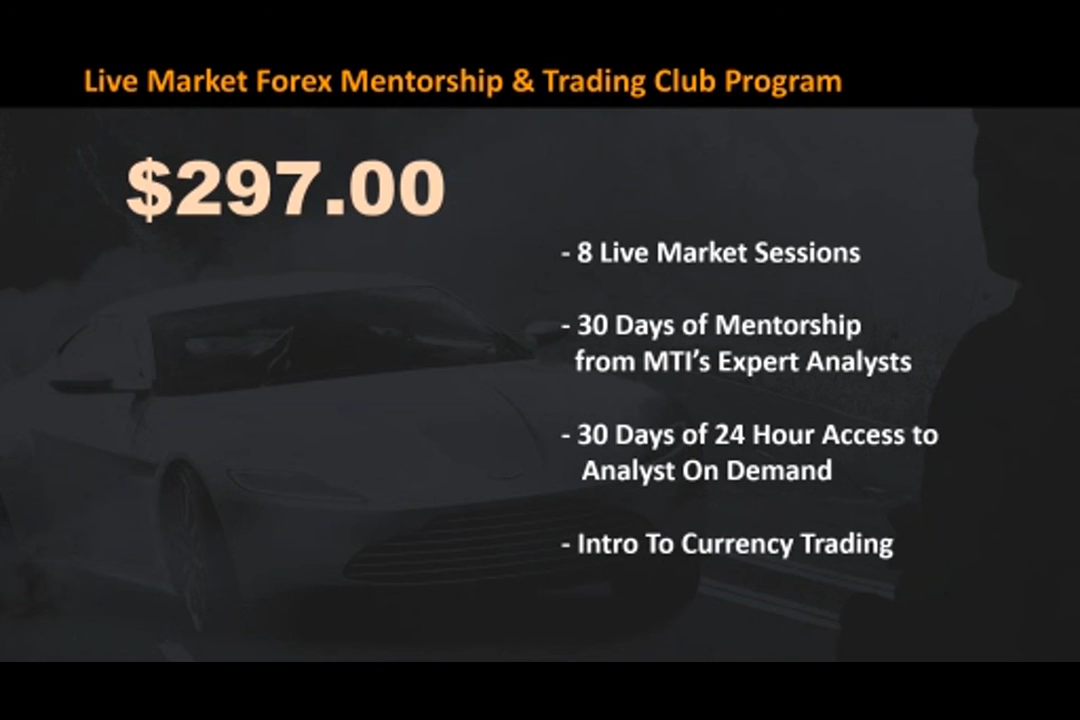 Live Market Forex Mentorship & Trading Club Program
$297.00
- 8 Live Market Sessions
- 30 Days of Mentorship
from MTI’s Expert Analysts
- 30 Days of 24 Hour Access to
Analyst On Demand
- Intro To Currency Trading